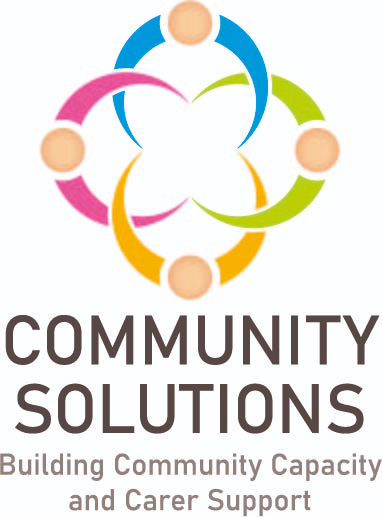 COMMUNITY
SOLUTIONS
Building Community Capacity
and Carer Support